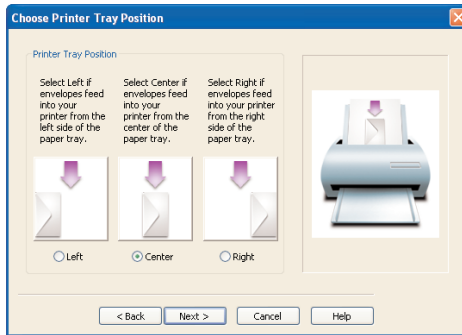 Choose Printer Tray Position
Printer Tray Position
Select Left if
envelopes feed
into your
printer from the
left side of the
paper tray.
Select Center if
envelopes feed
into your
printer from the
center of the
paper tray.
Select Right if
envelopes feed
into your printer
from the right
side of the
paper tray.
Left
Center
Right
< Back
Next >
Cancel
Help